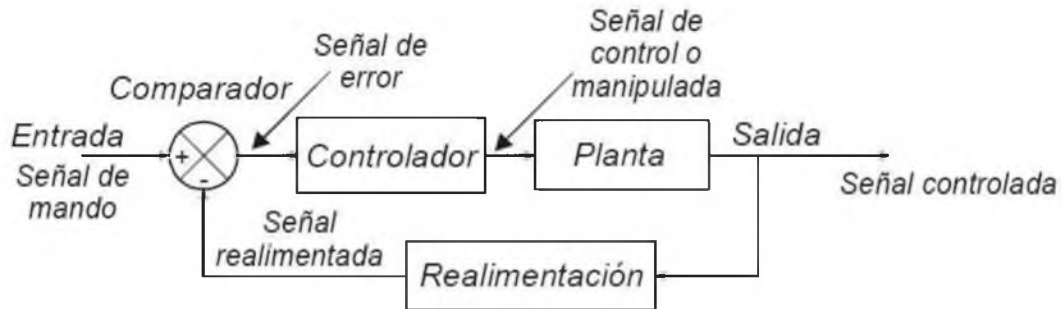 Señal de
error
Señal de
control o
manipulada
Comparador
Entrada
Señal de
mando
+
-
Controlador
Planta
Salida
Señal controlada
Señal
realimentada
Realimentación